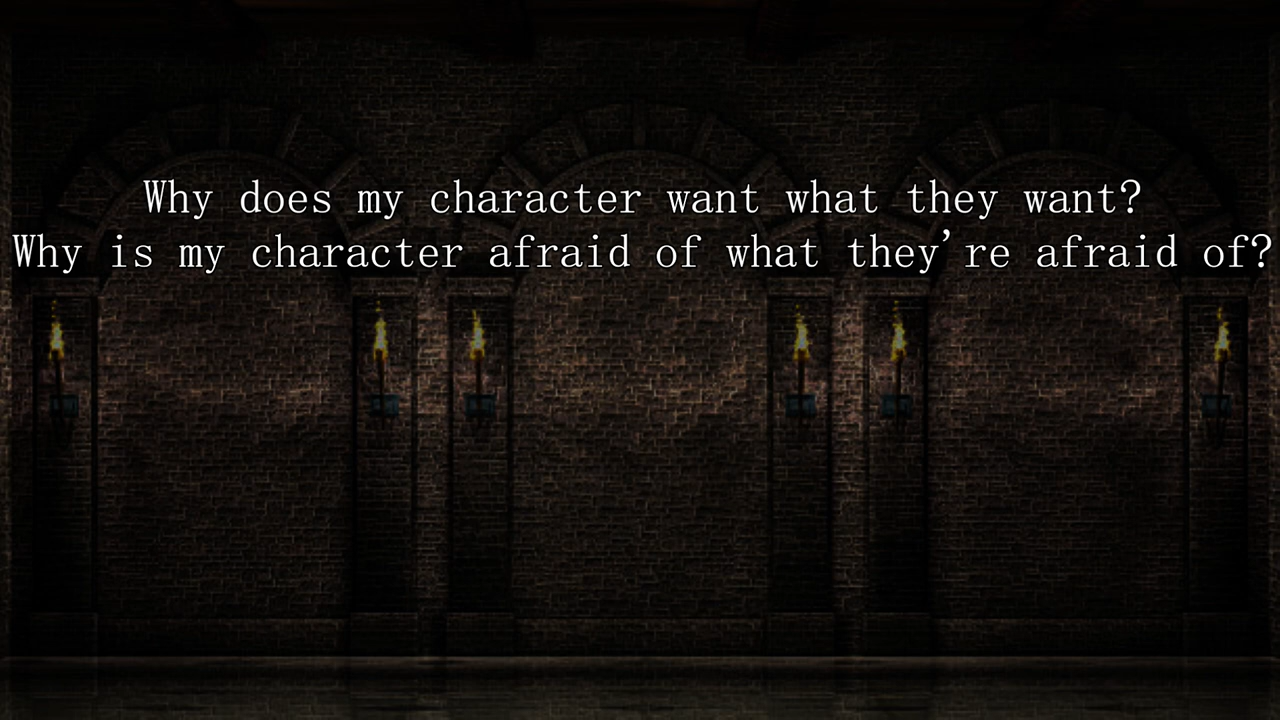 Why does my character want what they want?
Why is my character afraid of what they're afraid of?